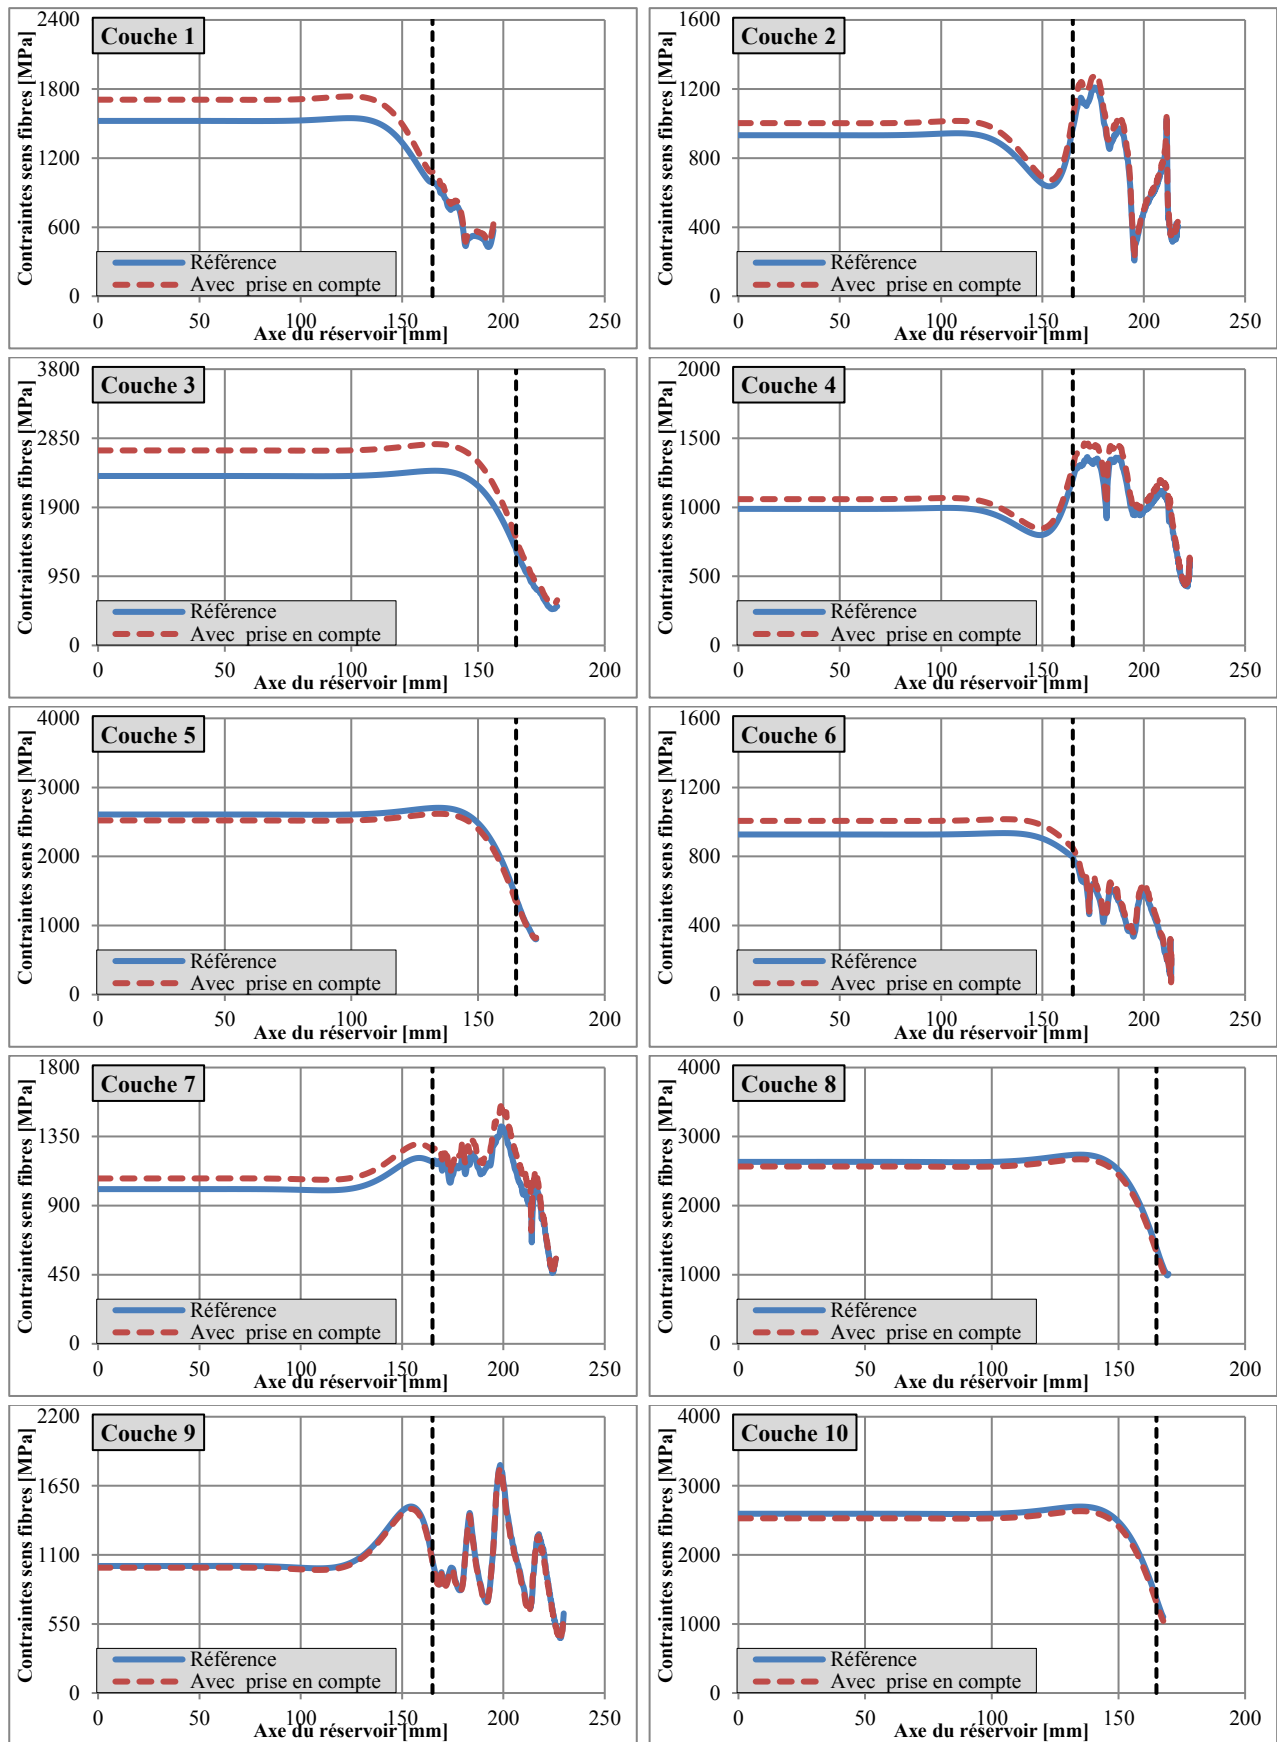 Contraintes sens fibres [MPa]
Couche 1
2400
1800
1200
600
0
Référence
Avec prise en compte
0 50 100 150 200 250
Axe du réservoir [mm]
Contraintes sens fibres [MPa]
Couche 2
1600
1200
800
400
0
Référence
Avec prise en compte
0 50 100 150 200 250
Axe du réservoir [mm]
Contraintes sens fibres [MPa]
Couche 3
3800
2850
1900
950
0
Référence
Avec prise en compte
0 50 100 150 200
Axe du réservoir [mm]
Contraintes sens fibres [MPa]
Couche 4
2000
1500
1000
500
0
Référence
Avec prise en compte
0 50 100 150 200 250
Axe du réservoir [mm]
Contraintes sens fibres [MPa]
Couche 5
4000
3000
2000
1000
0
Référence
Avec prise en compte
0 50 100 150 200
Axe du réservoir [mm]
Contraintes sens fibres [MPa]
Couche 6
1600
1200
800
400
0
Référence
Avec prise en compte
0 50 100 150 200 250
Axe du réservoir [mm]
Contraintes sens fibres [MPa]
Couche 7
1800
1350
900
450
0
Référence
Avec prise en compte
0 50 100 150 200 250
Axe du réservoir [mm]
Contraintes sens fibres [MPa]
Couche 8
4000
3000
2000
1000
0
Référence
Avec prise en compte
0 50 100 150 200
Axe du réservoir [mm]
Contraintes sens fibres [MPa]
Couche 9
2200
1650
1100
550
0
Référence
Avec prise en compte
0 50 100 150 200 250
Axe du réservoir [mm]
Contraintes sens fibres [MPa]
Couche 10
4000
3000
2000
1000
0
Référence
Avec prise en compte
0 50 100 150 200
Axe du réservoir [mm]